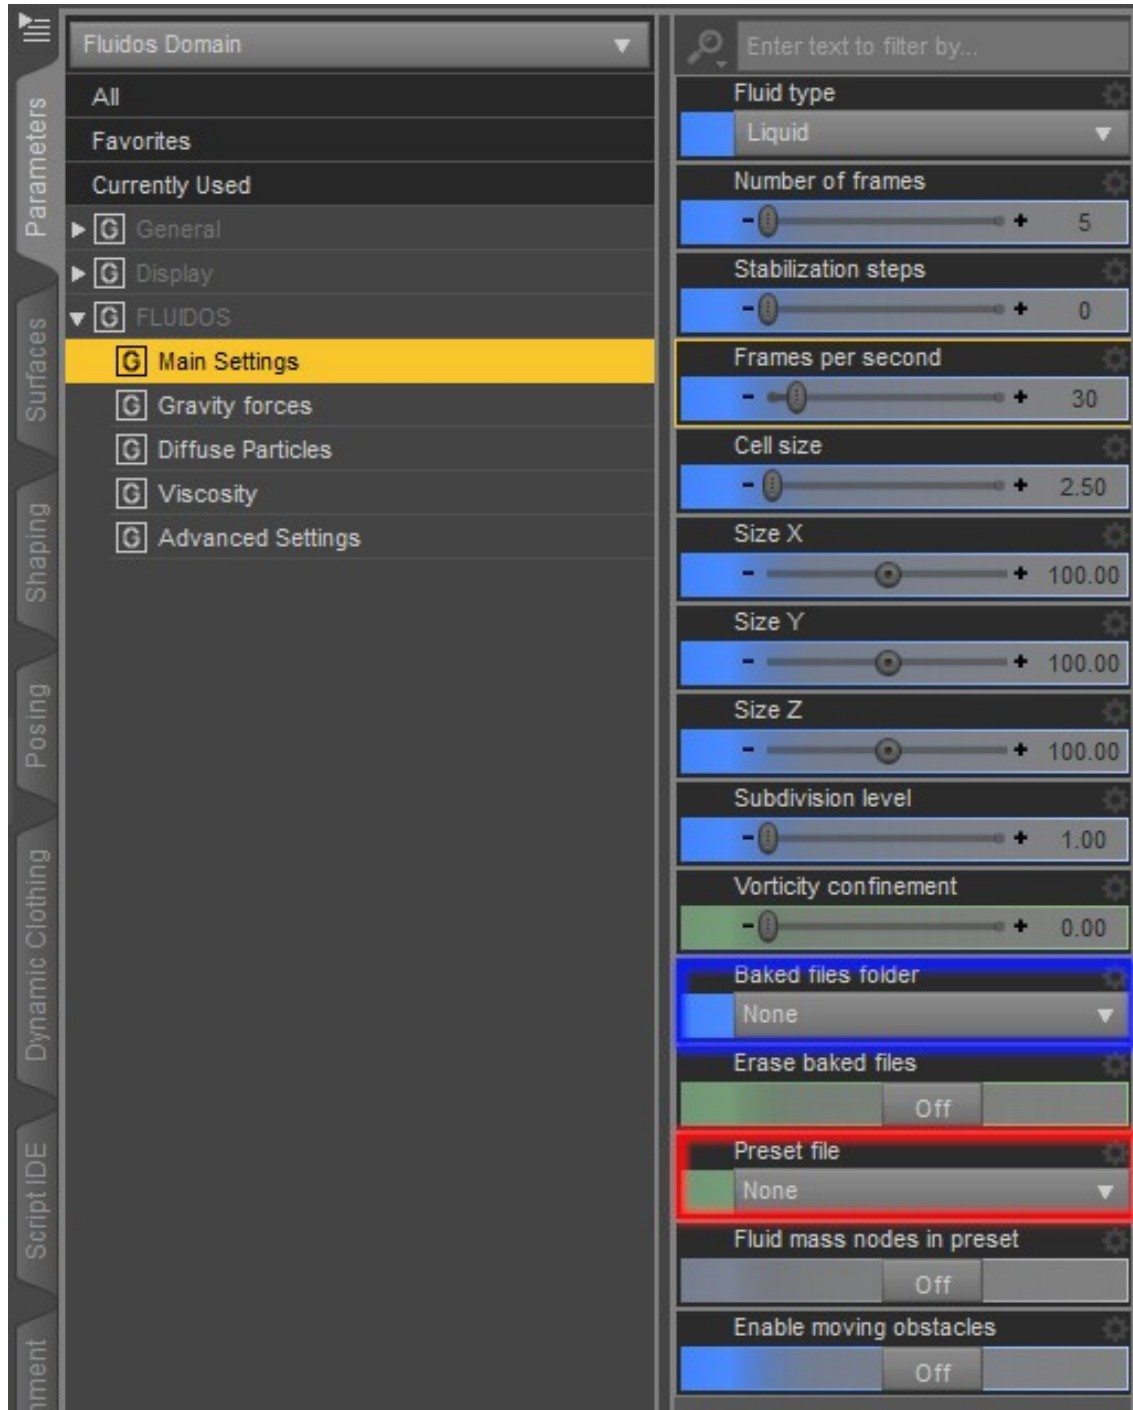 Parameters
Surfaces
Shaping
Posing
Dynamic Clothing
Script IDE
Fluidos Domain
All
Favorites
Currently Used
G General
G Display
G FLUIDOS
G Main Settings
G Gravity forces
G Diffuse Particles
G Viscosity
G Advanced Settings
Enter text to filter by...
Fluid type
Liquid
Number of frames
- + 5
Stabilization steps
- + 0
Frames per second
- + 30
Cell size
- + 2.50
Size X
- + 100.00
Size Y
- + 100.00
Size Z
- + 100.00
Subdivision level
- + 1.00
Vorticity confinement
- + 0.00
Baked files folder
None
Erase baked files
Off
Preset file
None
Fluid mass nodes in preset
Off
Enable moving obstacles
Off